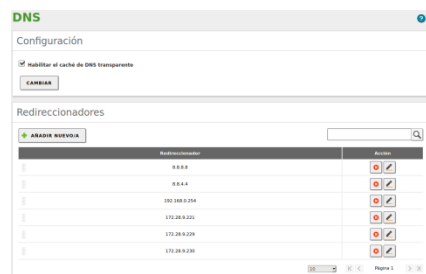 DNS
Configuración
Habilitar el caché de DNS transparente
CAMBIAR
Redireccionadores
AÑADIR NUEVO/A
Redireccionador Acción
8.8.8.8
8.8.4.4
192.168.0.254
172.28.9.221
172.28.9.229
172.28.9.230
10 Página 1